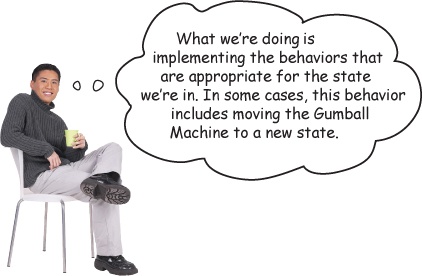 What we're doing is
implementing the behaviors that
are appropriate for the state
we're in. In some cases, this behavior
includes moving the Gumball
Machine to a new state.